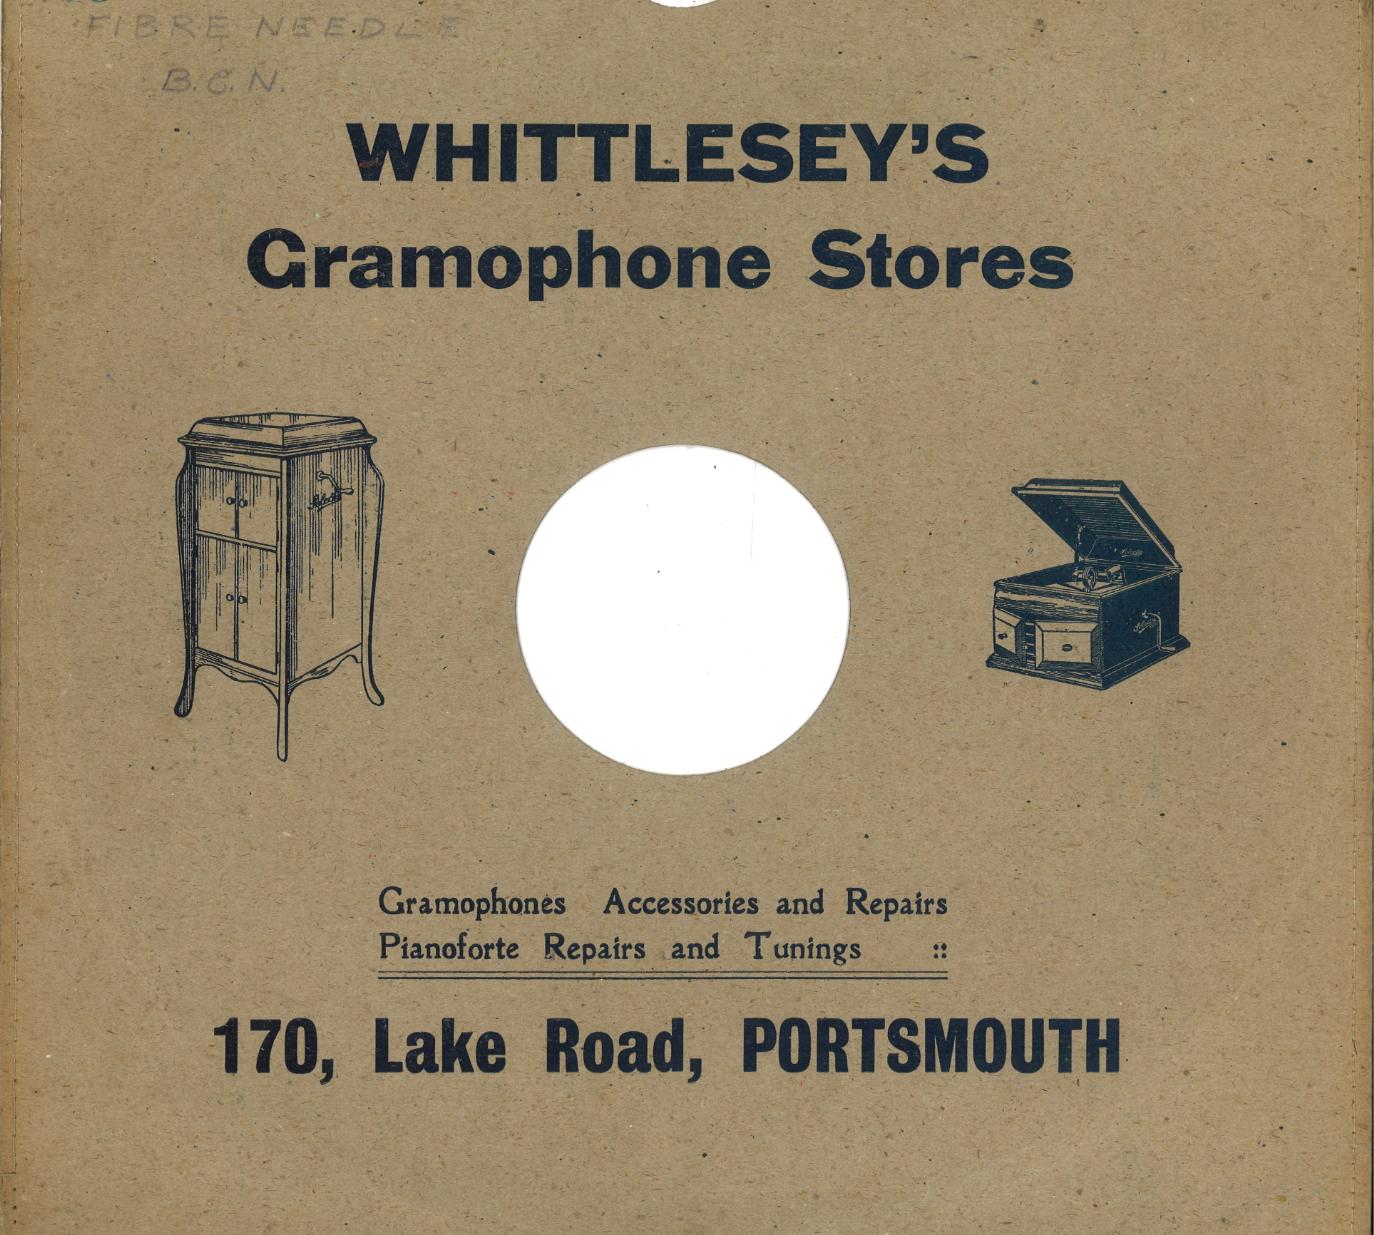 FIBRE NEEDLE
B.C.N.
WHITTLESEY'S
Gramophone Stores
Gramophones Accessories and Repairs
Pianoforte Repairs and Tunings ::
170, Lake Road, PORTSMOUTH